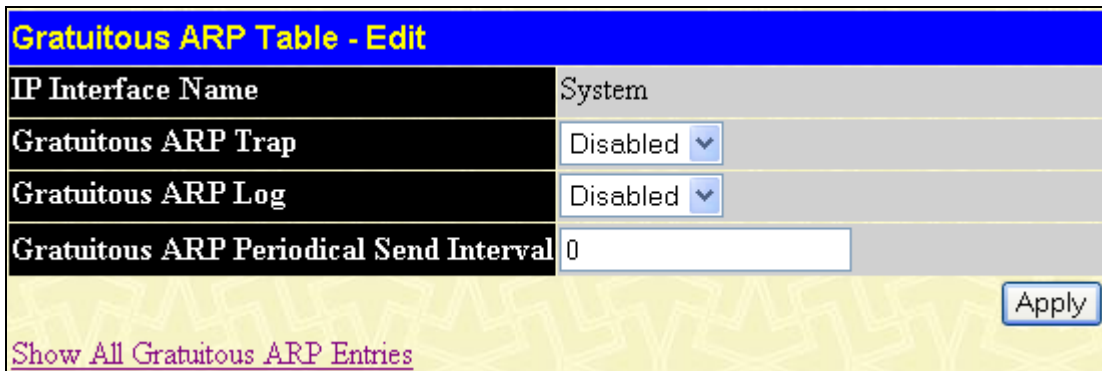 Gratuitous ARP Table - Edit
IP Interface Name System
Gratuitous ARP Trap Disabled
Gratuitous ARP Log Disabled
Gratuitous ARP Periodical Send Interval 0
Apply
Show All Gratuitous ARP Entries